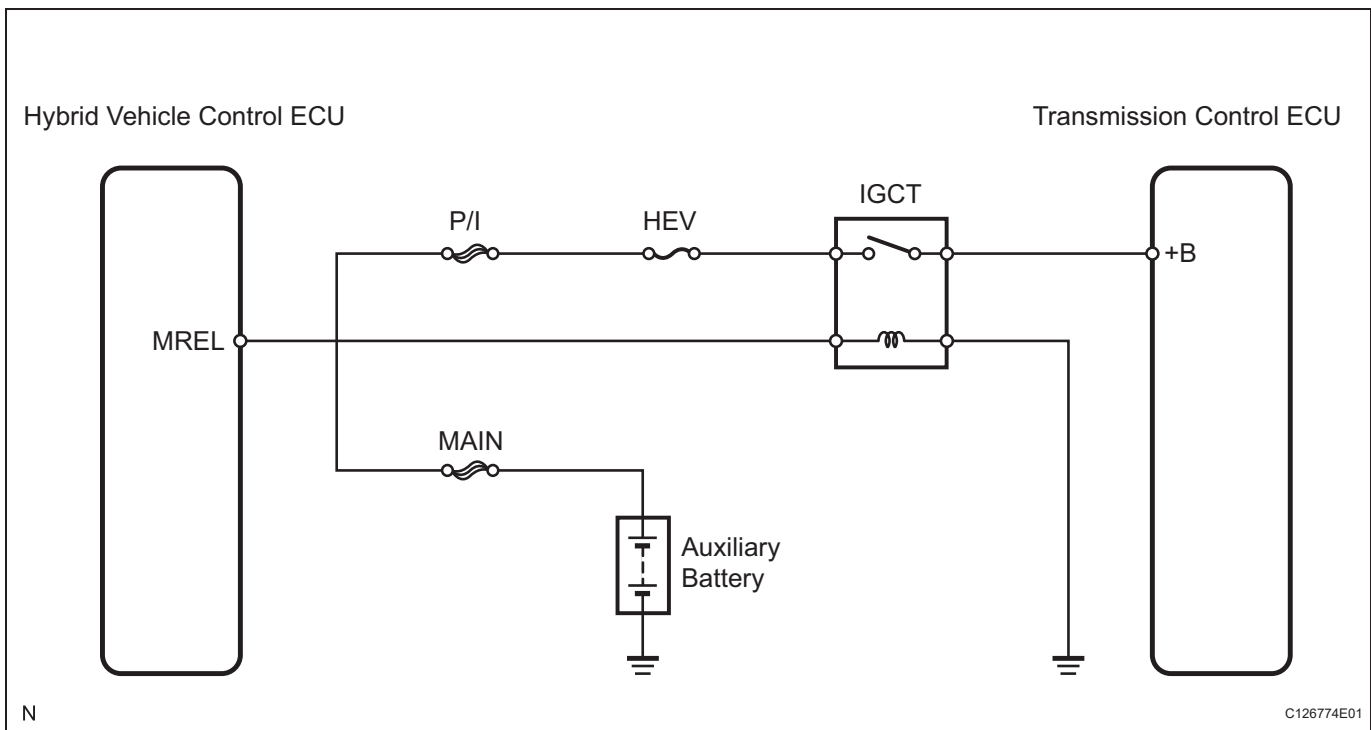 Hybrid Vehicle Control ECU
Transmission Control ECU
IGCT
P/I
HEV
+B
MREL
MAIN
Auxiliary
Battery
N
C126774E01